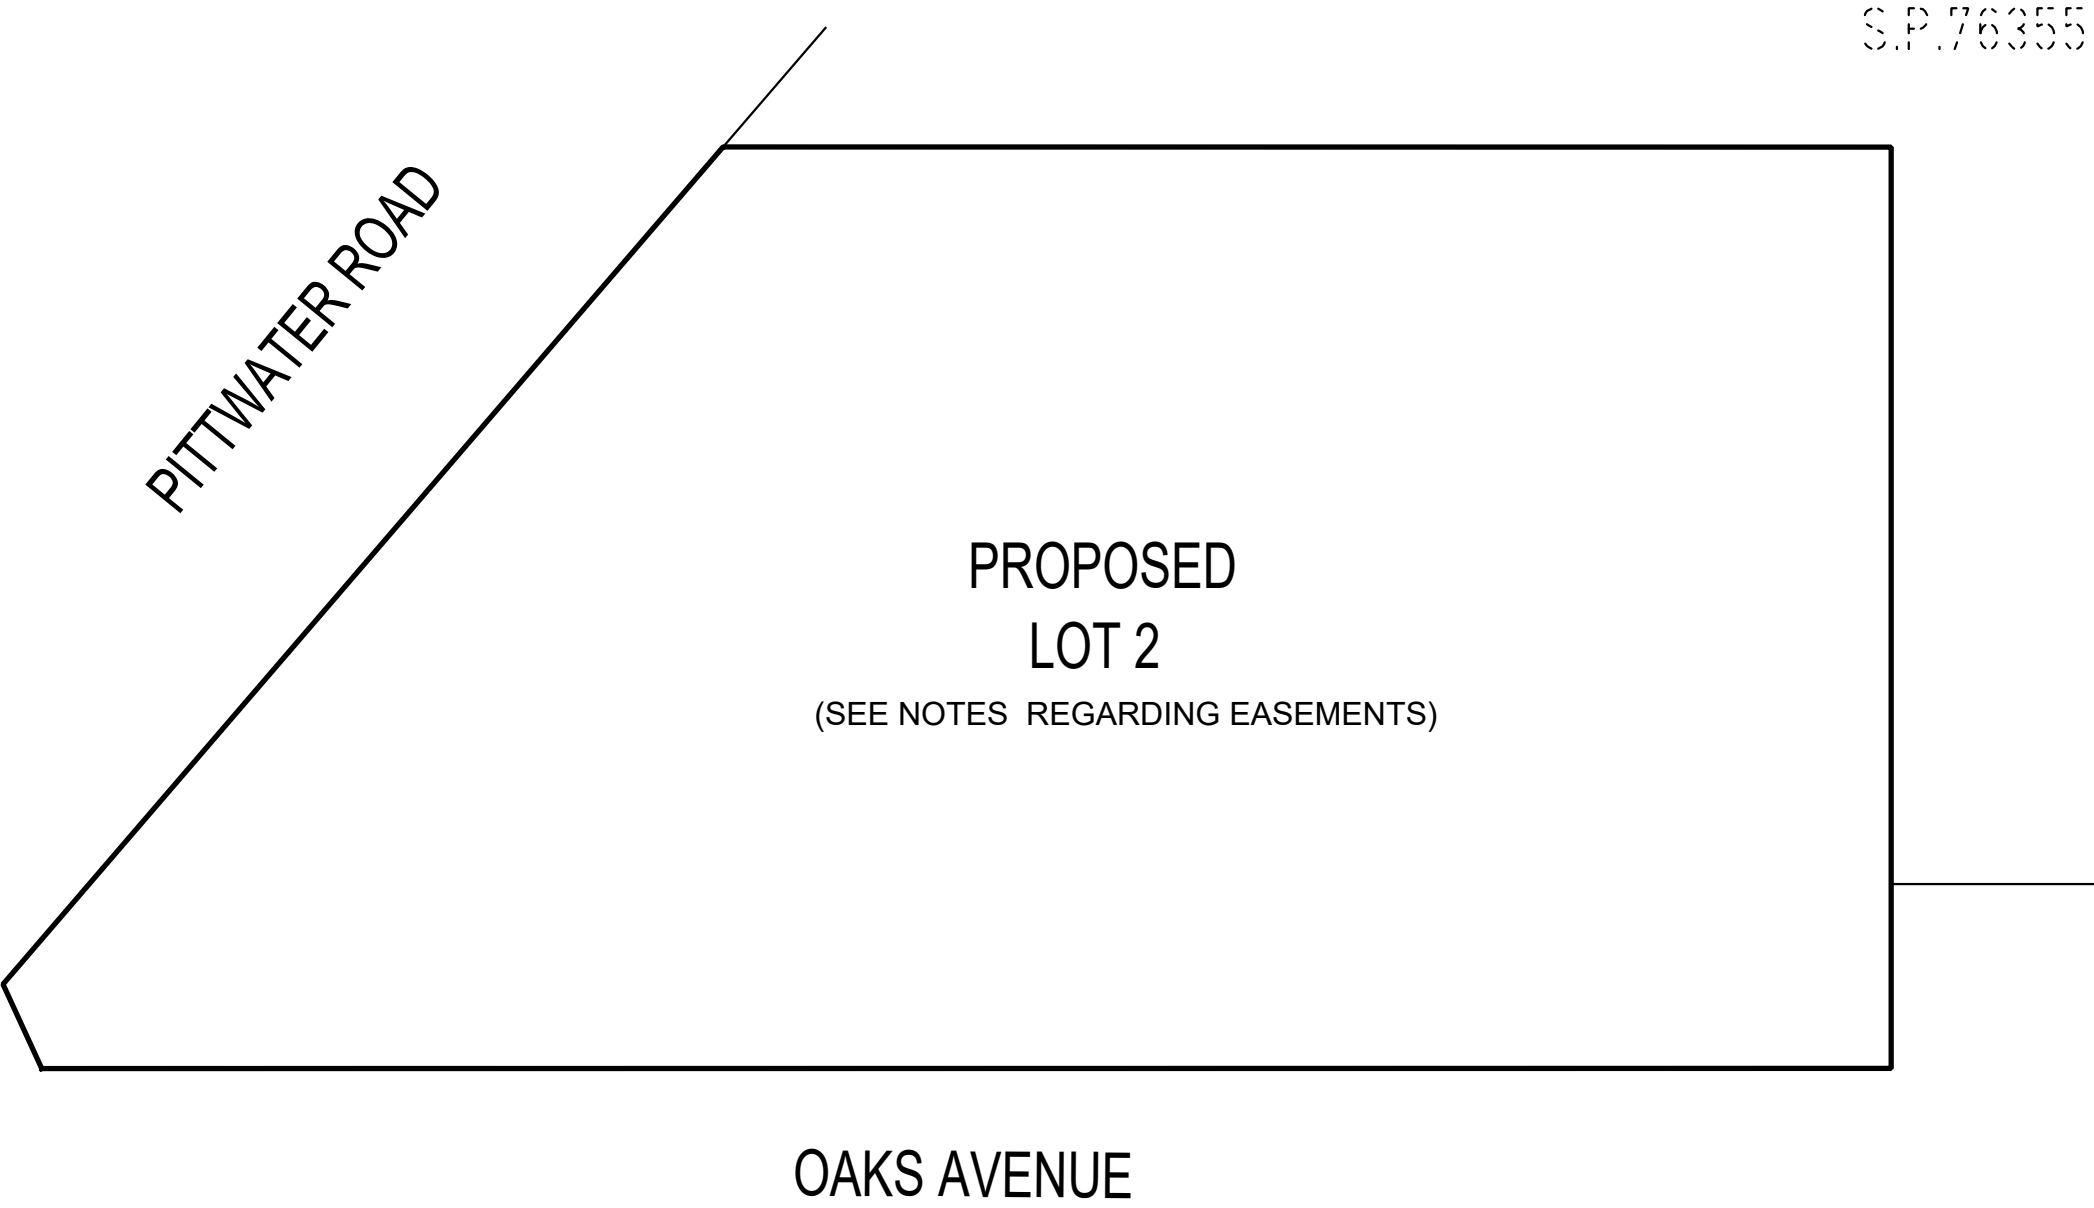 S.P.76355
PITTWATER ROAD
PROPOSED
LOT 2
(SEE NOTES REGARDING EASEMENTS)
OAKS AVENUE